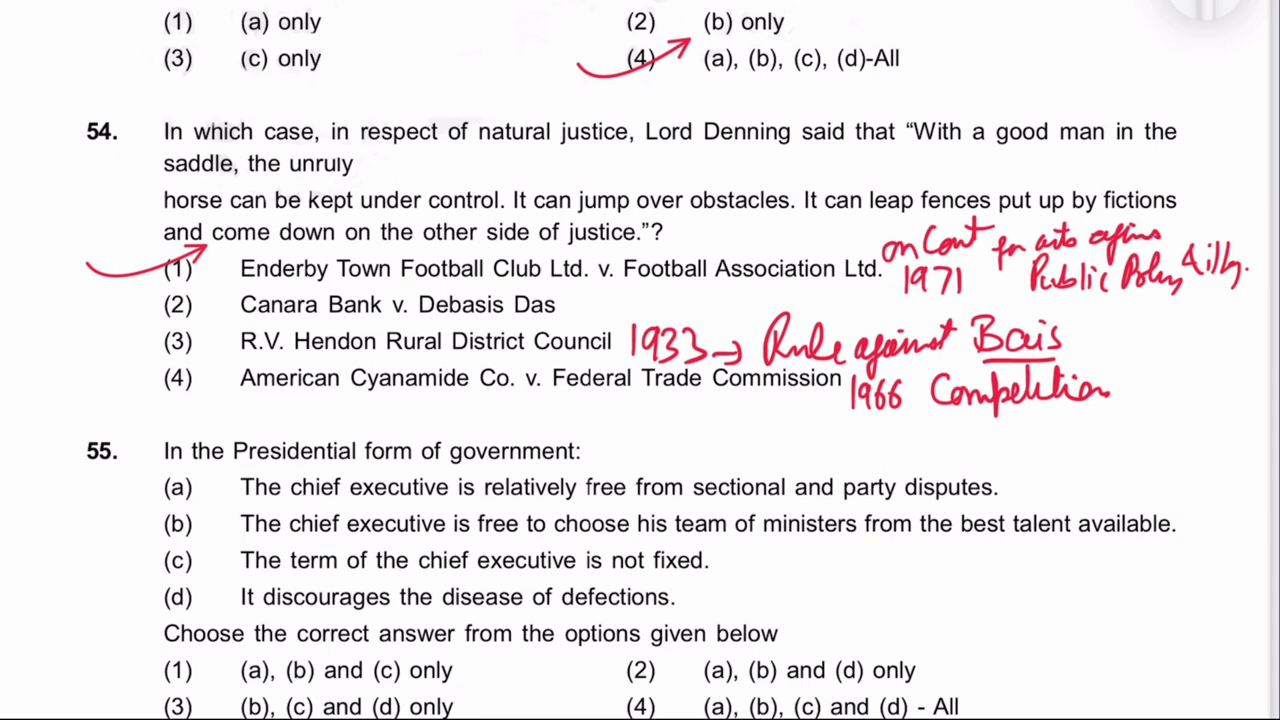 (1) (a) only (2) (b) only
(3) (c) only (4) (a), (b), (c), (d)-All
54. In which case, in respect of natural justice, Lord Denning said that “With a good man in the
saddle, the unruly
horse can be kept under control. It can jump over obstacles. It can leap fences put up by fictions
and come down on the other side of justice.”?
(1) Enderby Town Football Club Ltd. v. Football Association Ltd. on Cont for acts
1971 Public Policy
(2) Canara Bank v. Debasis Das
(3) R.V. Hendon Rural District Council 1933 → Rule against Bais
(4) American Cyanamide Co. v. Federal Trade Commission 1966 Competition
55. In the Presidential form of government:
(a) The chief executive is relatively free from sectional and party disputes.
(b) The chief executive is free to choose his team of ministers from the best talent available.
(c) The term of the chief executive is not fixed.
(d) It discourages the disease of defections.
Choose the correct answer from the options given below
(1) (a), (b) and (c) only (2) (a), (b) and (d) only
(3) (b), (c) and (d) only (4) (a), (b), (c) and (d) - All